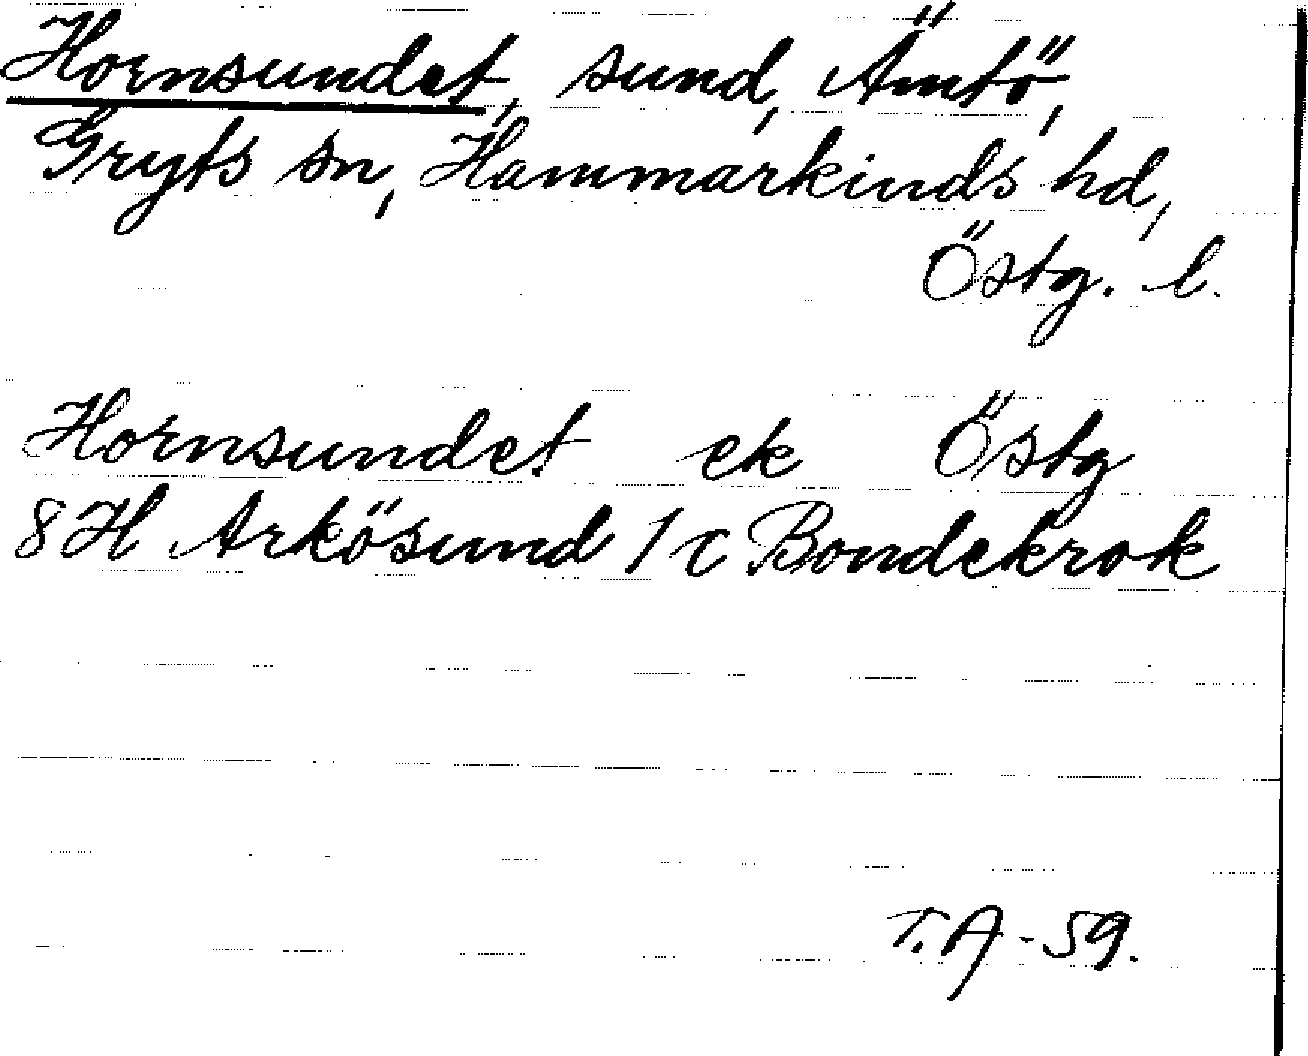 Hornsundet, sund, Ämtö,
Gryts sn, Hammarkinds hd,
Östg. l.
Hornsundet ek Östg
8H Arkösund 1c Bondekrok
T.A-59.